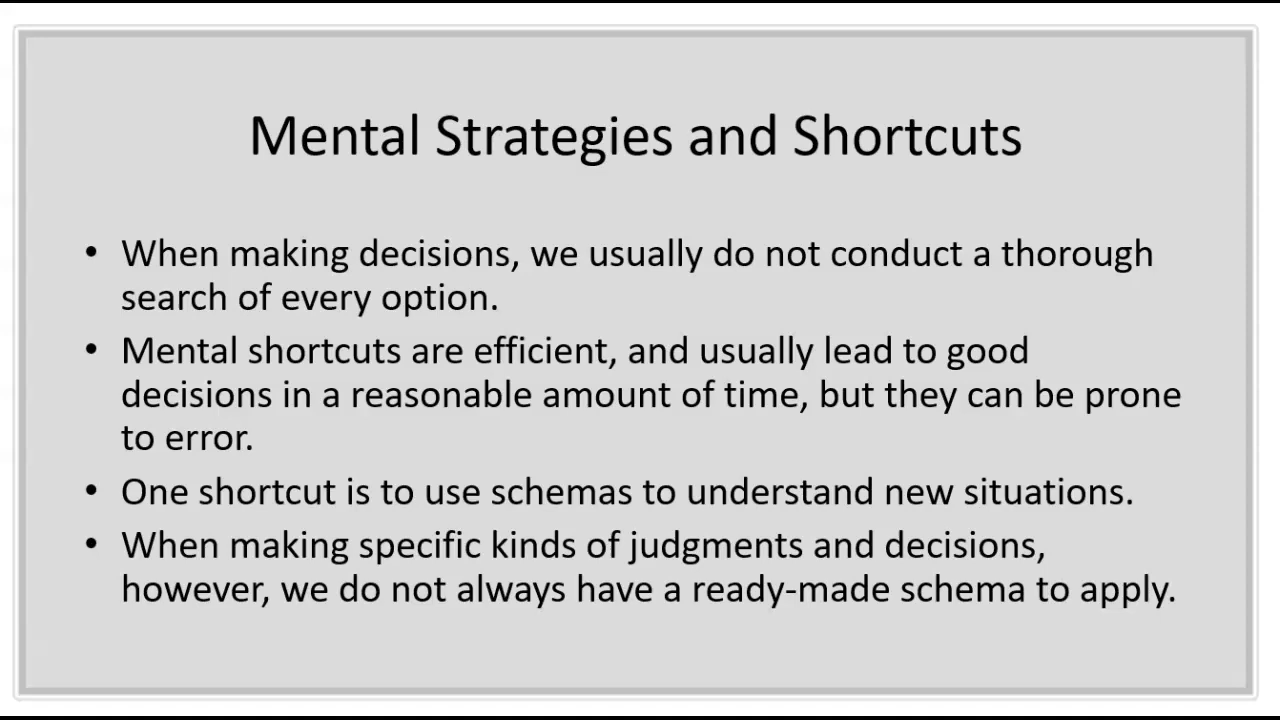 Mental Strategies and Shortcuts
• When making decisions, we usually do not conduct a thorough
search of every option.
• Mental shortcuts are efficient, and usually lead to good
decisions in a reasonable amount of time, but they can be prone
to error.
• One shortcut is to use schemas to understand new situations.
• When making specific kinds of judgments and decisions,
however, we do not always have a ready-made schema to apply.